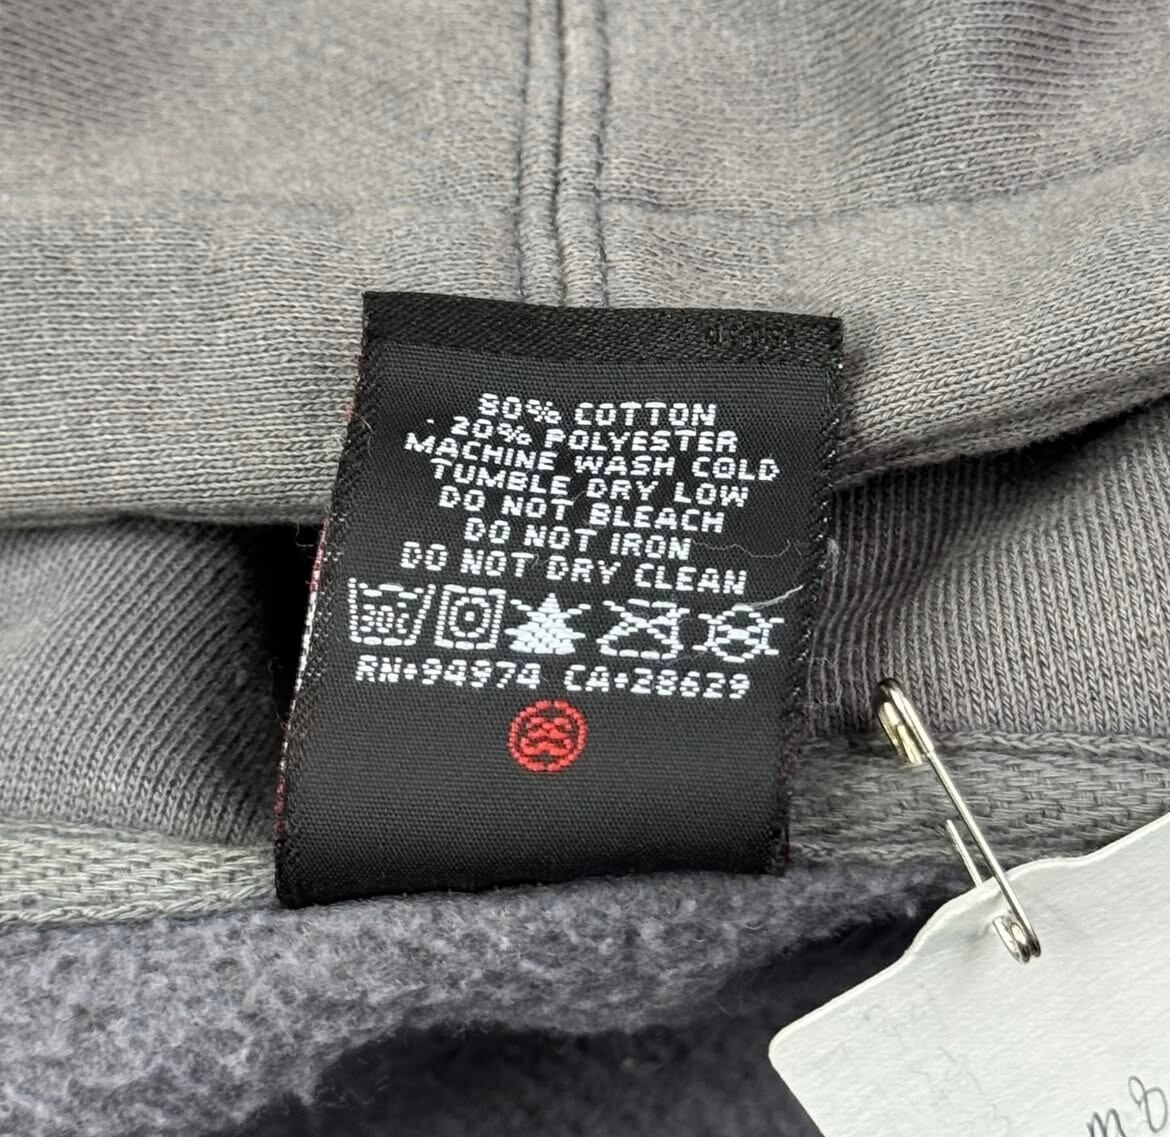 80% COTTON
20% POLYESTER
MACHINE WASH COLD
TUMBLE DRY LOW
DO NOT BLEACH
DO NOT IRON
DO NOT DRY CLEAN
30c
RN+94974 CA+28629